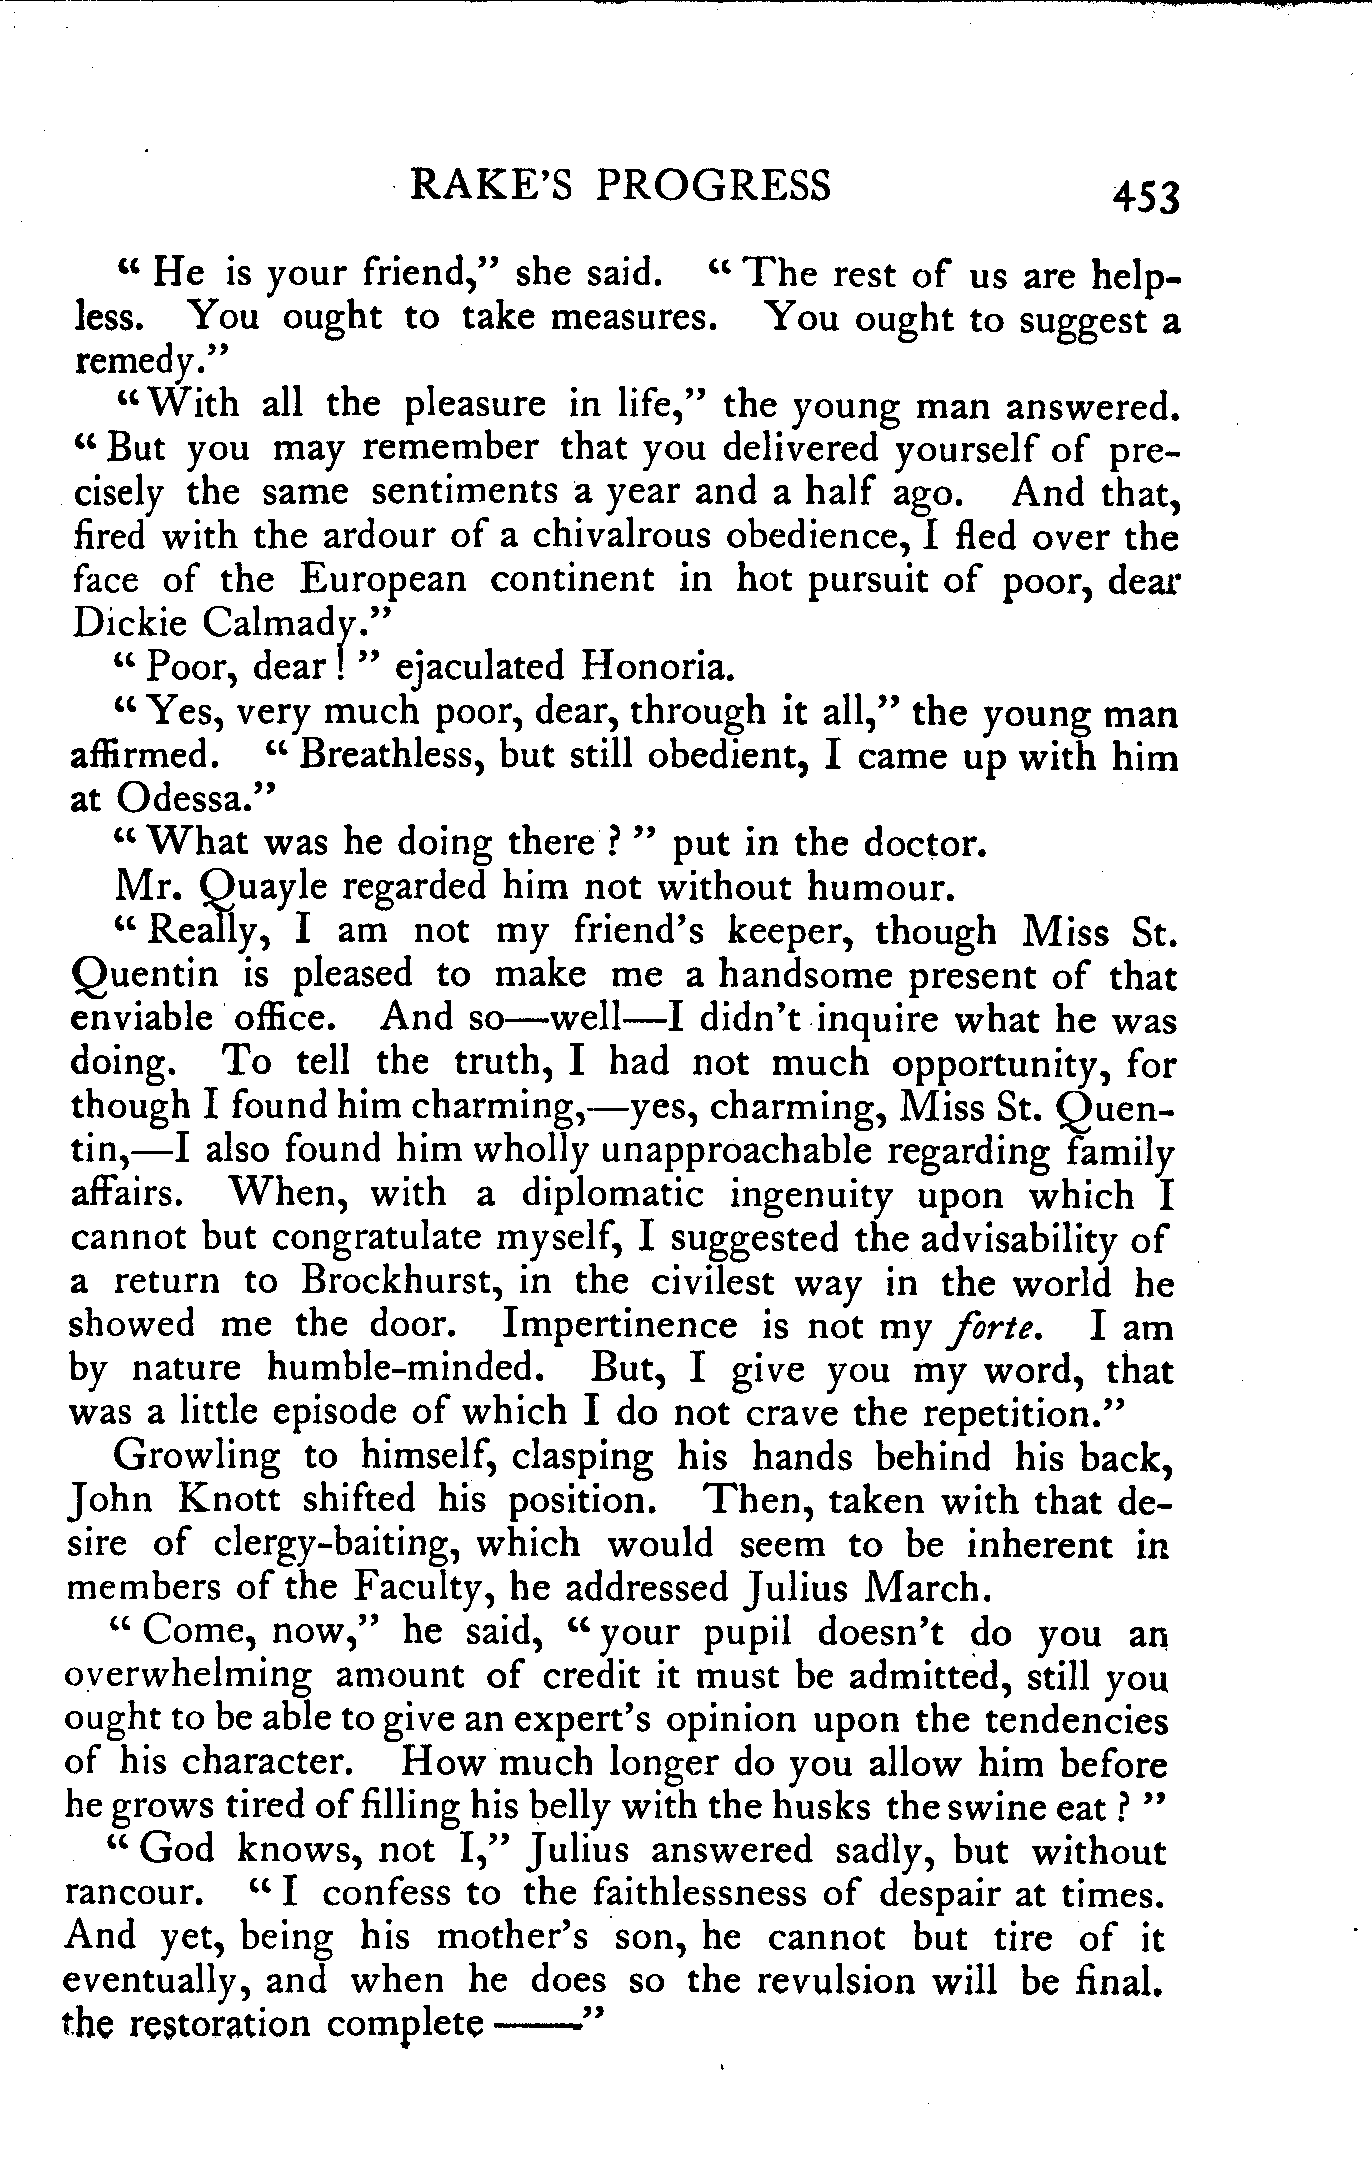 RAKE'S PROGRESS 453
“ He is your friend,” she said. “ The rest of us are help-
less. You ought to take measures. You ought to suggest a
remedy.”
“ With all the pleasure in life,” the young man answered.
“ But you may remember that you delivered yourself of pre-
cisely the same sentiments a year and a half ago. And that,
fired with the ardour of a chivalrous obedience, I fled over the
face of the European continent in hot pursuit of poor, dear
Dickie Calmady.”
“ Poor, dear ! ” ejaculated Honoria.
“ Yes, very much poor, dear, through it all,” the young man
affirmed. “ Breathless, but still obedient, I came up with him
at Odessa.”
“ What was he doing there ? ” put in the doctor.
Mr. Quayle regarded him not without humour.
“ Really, I am not my friend's keeper, though Miss St.
Quentin is pleased to make me a handsome present of that
enviable office. And so—well—I didn't inquire what he was
doing. To tell the truth, I had not much opportunity, for
though I found him charming,—yes, charming, Miss St. Quen-
tin,—I also found him wholly unapproachable regarding family
affairs. When, with a diplomatic ingenuity upon which I
cannot but congratulate myself, I suggested the advisability of
a return to Brockhurst, in the civilest way in the world he
showed me the door. Impertinence is not my forte. I am
by nature humble-minded. But, I give you my word, that
was a little episode of which I do not crave the repetition.”
Growling to himself, clasping his hands behind his back,
John Knott shifted his position. Then, taken with that de-
sire of clergy-baiting, which would seem to be inherent in
members of the Faculty, he addressed Julius March.
“ Come, now,” he said, “ your pupil doesn't do you an
overwhelming amount of credit it must be admitted, still you
ought to be able to give an expert's opinion upon the tendencies
of his character. How much longer do you allow him before
he grows tired of filling his belly with the husks the swine eat ? ”
“ God knows, not I,” Julius answered sadly, but without
rancour. “ I confess to the faithlessness of despair at times.
And yet, being his mother's son, he cannot but tire of it
eventually, and when he does so the revulsion will be final.
the restoration complete ——”